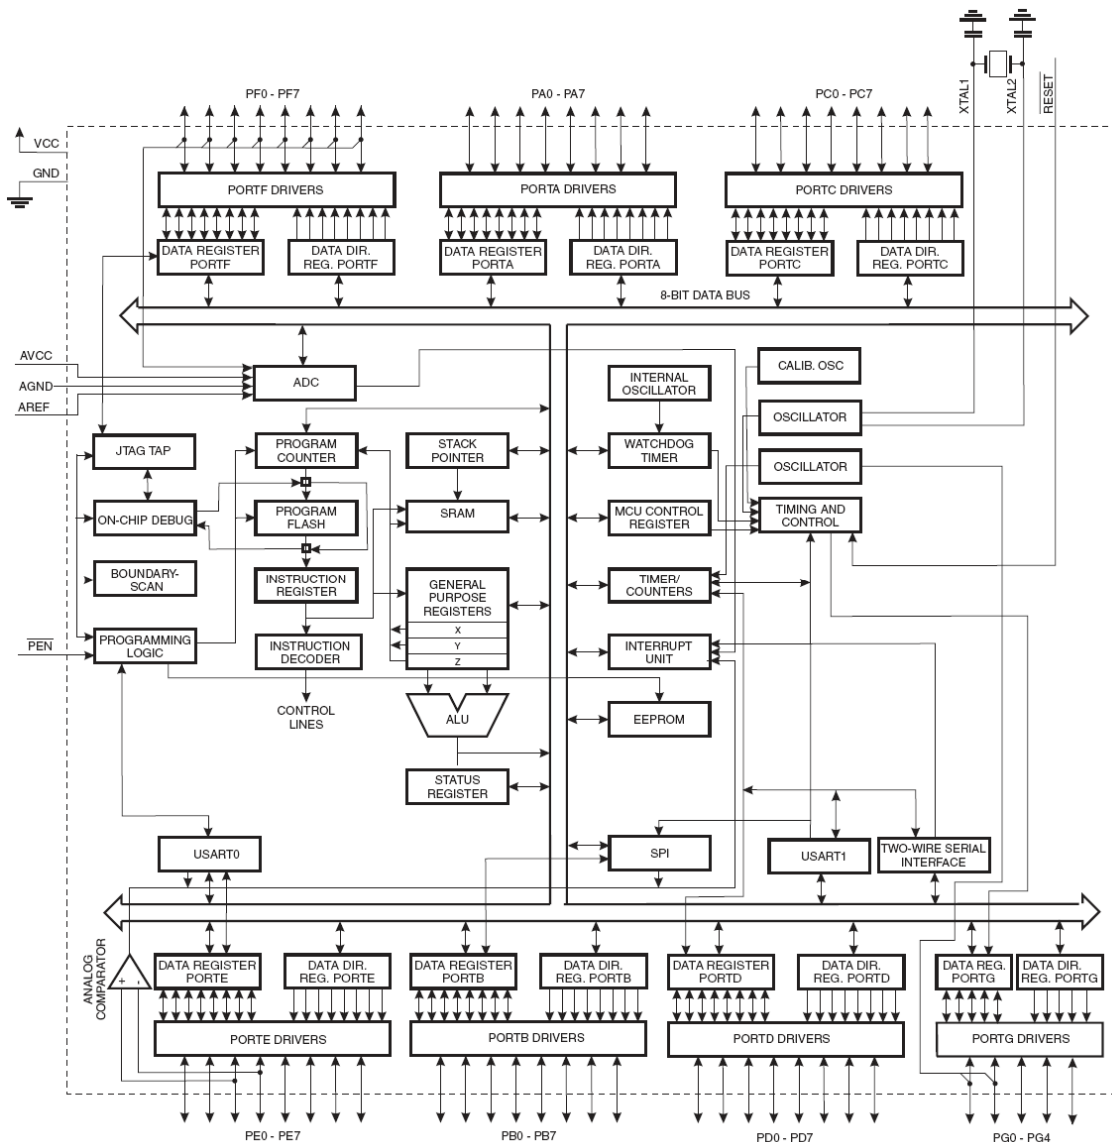 XTAL1
XTAL2
RESET
PF0 - PF7
PA0 - PA7
PC0 - PC7
VCC
GND
PORTF DRIVERS
PORTA DRIVERS
PORTC DRIVERS
DATA REGISTER
PORTF
DATA DIR.
REG. PORTF
DATA REGISTER
PORTA
DATA DIR.
REG. PORTA
DATA REGISTER
PORTC
DATA DIR.
REG. PORTC
8-BIT DATA BUS
AVCC
AGND
AREF
ADC
INTERNAL
OSCILLATOR
CALIB. OSC
OSCILLATOR
JTAG TAP
PROGRAM
COUNTER
STACK
POINTER
WATCHDOG
TIMER
OSCILLATOR
ON-CHIP DEBUG
PROGRAM
FLASH
SRAM
MCU CONTROL
REGISTER
TIMING AND
CONTROL
BOUNDARY-
SCAN
INSTRUCTION
REGISTER
GENERAL
PURPOSE
REGISTERS
X
Y
Z
TIMER/
COUNTERS
PEN
PROGRAMMING
LOGIC
INSTRUCTION
DECODER
INTERRUPT
UNIT
CONTROL
LINES
ALU
EEPROM
STATUS
REGISTER
USART0
SPI
USART1
TWO-WIRE SERIAL
INTERFACE
ANALOG
COMPARATOR
+
-
DATA REGISTER
PORTE
DATA DIR.
REG. PORTE
DATA REGISTER
PORTB
DATA DIR.
REG. PORTB
DATA REGISTER
PORTD
DATA DIR.
REG. PORTD
DATA REG.
PORTG
DATA DIR.
REG. PORTG
PORTE DRIVERS
PORTB DRIVERS
PORTD DRIVERS
PORTG DRIVERS
PE0 - PE7
PB0 - PB7
PD0 - PD7
PG0 - PG4